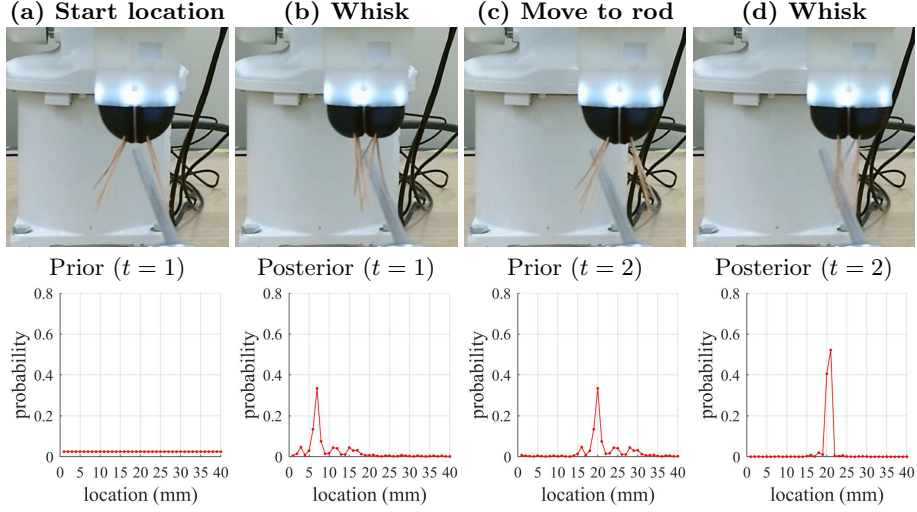 (a) Start location (b) Whisk (c) Move to rod (d) Whisk
Prior (t = 1) Posterior (t = 1) Prior (t = 2) Posterior (t = 2)
0.8 0.8 0.8 0.8
0.6 0.6 0.6 0.6
0.4 0.4 0.4 0.4
0.2 0.2 0.2 0.2
0 0 0 0
probability probability probability probability
1 5 10 15 20 25 30 35 40 1 5 10 15 20 25 30 35 40 1 5 10 15 20 25 30 35 40 1 5 10 15 20 25 30 35 40
location (mm) location (mm) location (mm) location (mm)